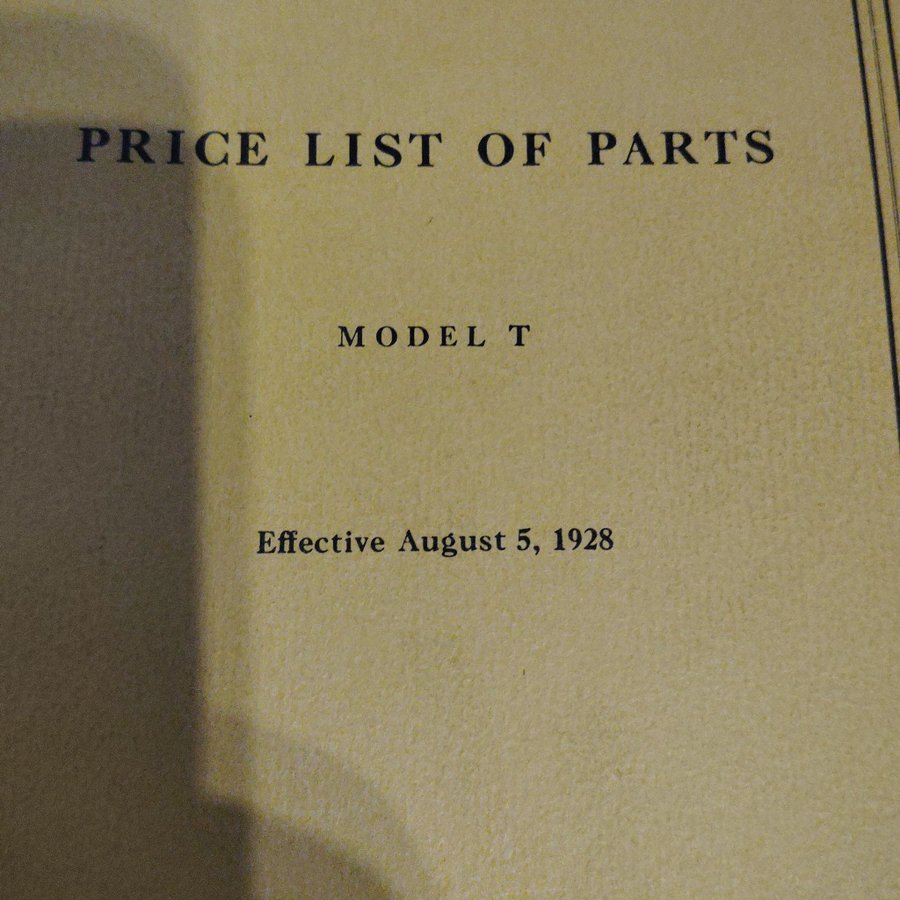 PRICE LIST OF PARTS
MODEL T
Effective August 5, 1928